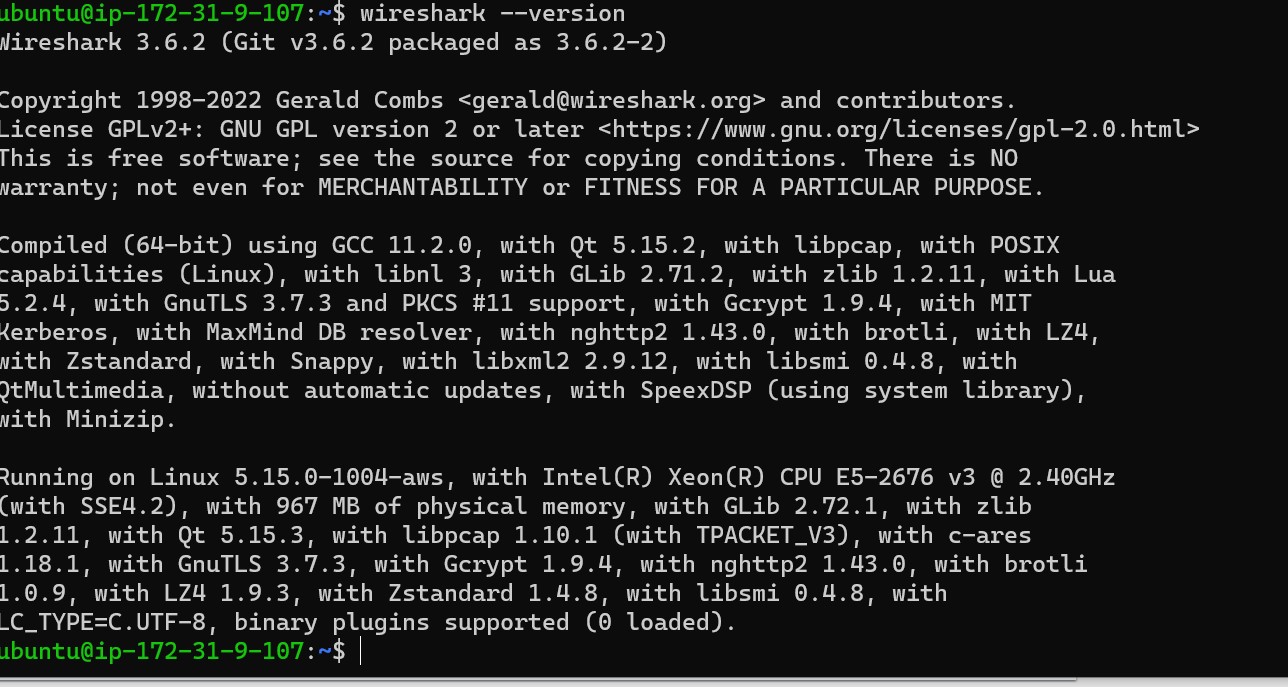 ubuntu@ip-172-31-9-107:~$ wireshark --version
Wireshark 3.6.2 (Git v3.6.2 packaged as 3.6.2-2)
Copyright 1998-2022 Gerald Combs <gerald@wireshark.org> and contributors.
License GPLv2+: GNU GPL version 2 or later <https://www.gnu.org/licenses/gpl-2.0.html>
This is free software; see the source for copying conditions. There is NO
warranty; not even for MERCHANTABILITY or FITNESS FOR A PARTICULAR PURPOSE.
Compiled (64-bit) using GCC 11.2.0, with Qt 5.15.2, with libpcap, with POSIX
capabilities (Linux), with libnl 3, with GLib 2.71.2, with zlib 1.2.11, with Lua
5.2.4, with GnuTLS 3.7.3 and PKCS #11 support, with Gcrypt 1.9.4, with MIT
Kerberos, with MaxMind DB resolver, with nghttp2 1.43.0, with brotli, with LZ4,
with Zstandard, with Snappy, with libxml2 2.9.12, with libsmi 0.4.8, with
QtMultimedia, without automatic updates, with SpeexDSP (using system library),
with Minizip.
Running on Linux 5.15.0-1004-aws, with Intel(R) Xeon(R) CPU E5-2676 v3 @ 2.40GHz
(with SSE4.2), with 967 MB of physical memory, with GLib 2.72.1, with zlib
1.2.11, with Qt 5.15.3, with libpcap 1.10.1 (with TPACKET_V3), with c-ares
1.18.1, with GnuTLS 3.7.3, with Gcrypt 1.9.4, with nghttp2 1.43.0, with brotli
1.0.9, with LZ4 1.9.3, with Zstandard 1.4.8, with libsmi 0.4.8, with
LC_TYPE=C.UTF-8, binary plugins supported (0 loaded).
ubuntu@ip-172-31-9-107:~$